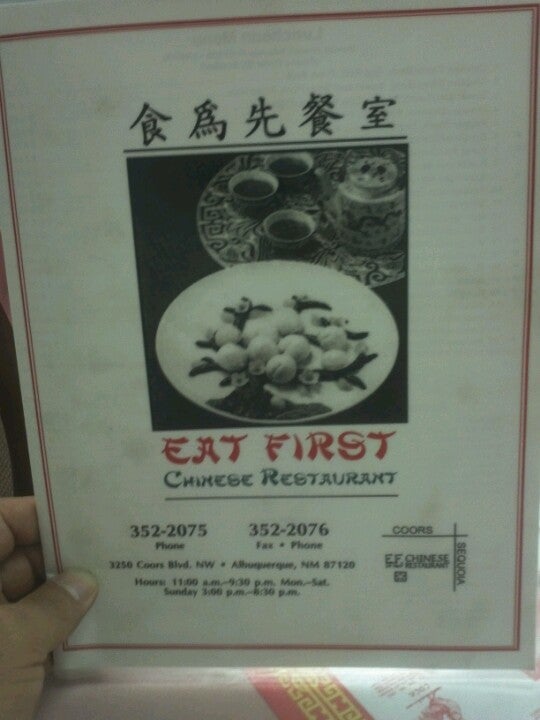 食為先餐室
EAT FIRST
CHINESE RESTAURANT
352-2075 352-2076
Phone Fax • Phone
3250 Coors Blvd. NW • Albuquerque, NM 87120
Hours: 11:00 a.m.–9:30 p.m. Mon.–Sat.
Sunday 3:00 p.m.–8:30 p.m.
COORS
SEQUOIA
CHINESE
RESTAURANT